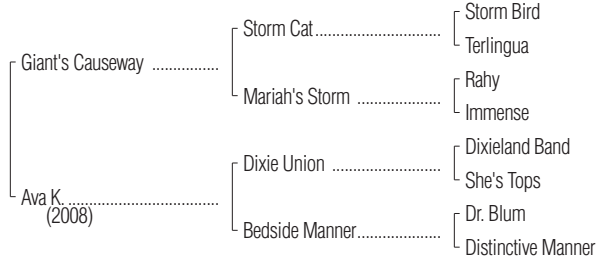 Storm Bird
Storm Cat........................
Terlingua
Giant's Causeway ................
Rahy
Mariah's Storm ....................
Immense
Dixieland Band
Dixie Union ..........................
She's Tops
Ava K. ....................................
(2008)
Dr. Blum
Bedside Manner....................
Distinctive Manner